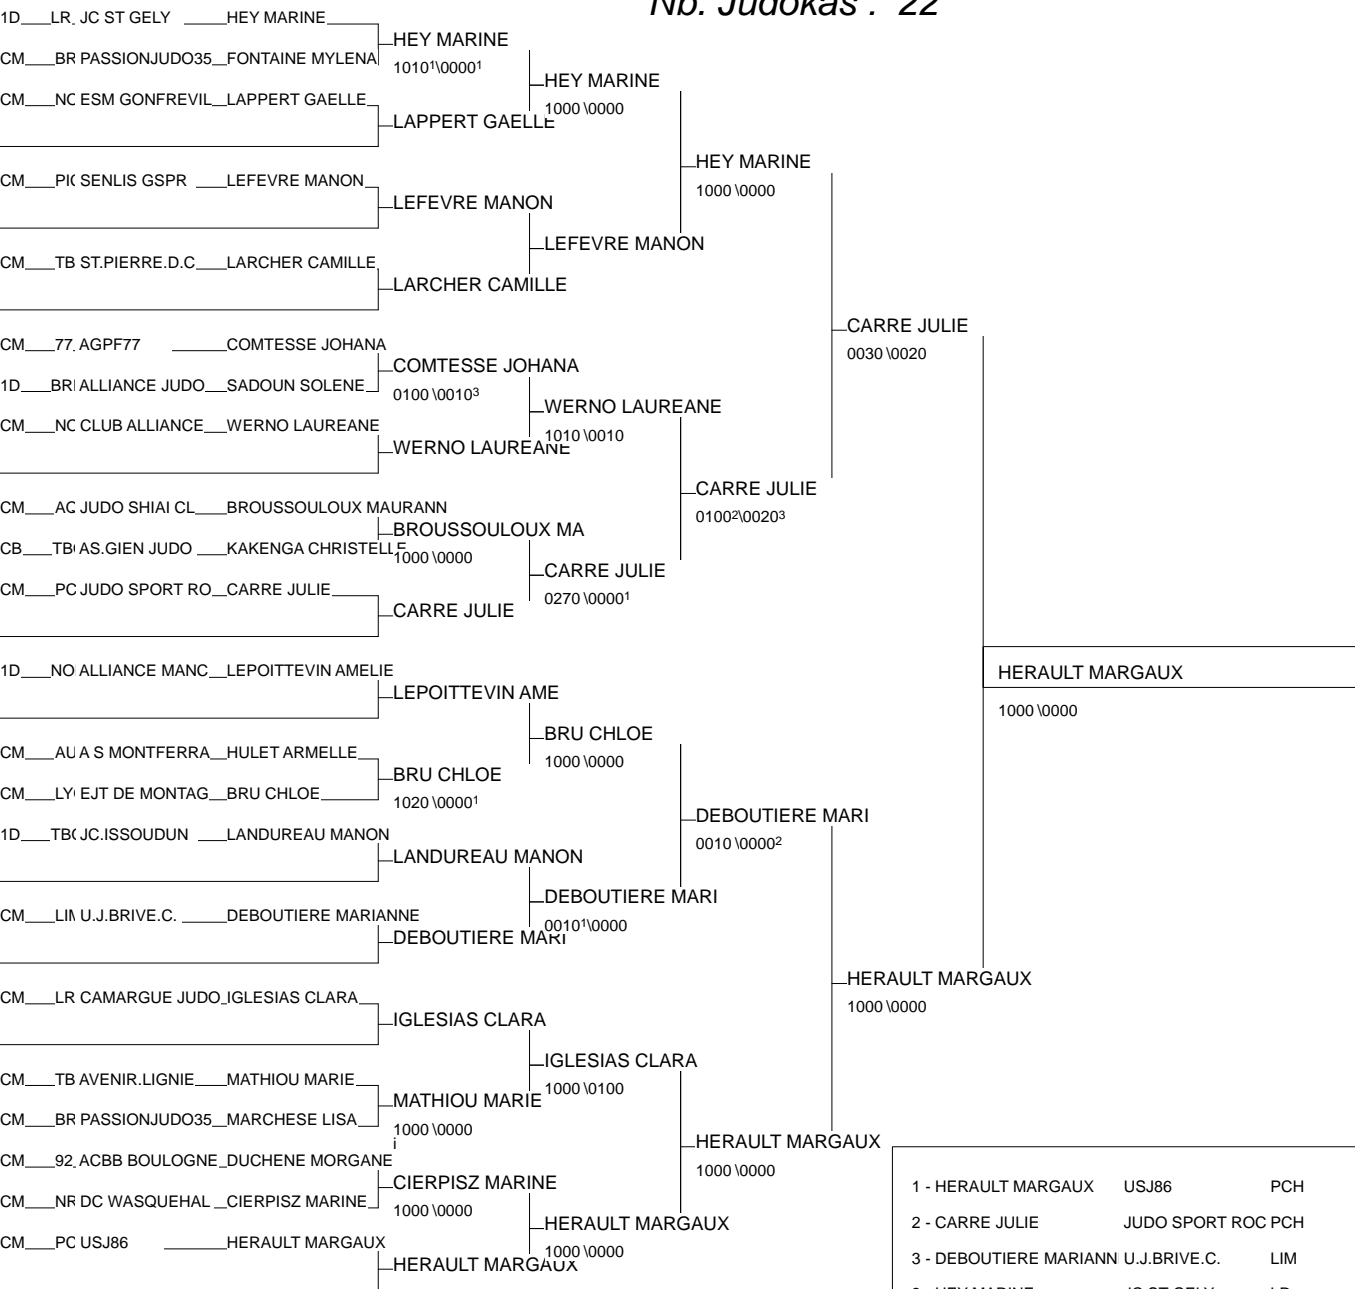 Nb. Judokas : 22
1D LR JC ST GELY HEY MARINE
HEY MARINE
CM BR PASSIONJUDO35 FONTAINE MYLENA
1010¹\0000¹
HEY MARINE
CM NO ESM GONFREVIL LAPPERT GAELLE
1000 \0000
LAPPERT GAELLE
HEY MARINE
CM PI SENLIS GSPR LEFEVRE MANON
1000 \0000
LEFEVRE MANON
LEFEVRE MANON
CM TB ST.PIERRE.D.C LARCHER CAMILLE
LARCHER CAMILLE
CARRE JULIE
CM 77 AGPF77 COMTESSE JOHANA
0030 \0020
COMTESSE JOHANA
1D BR ALLIANCE JUDO SADOUN SOLENE
0100 \0010³
WERNO LAUREANE
CM NO CLUB ALLIANCE WERNO LAUREANE
1010 \0010
WERNO LAUREANE
CARRE JULIE
CM AQ JUDO SHIAI CL BROUSSOULOUX MAURANN
0100²\0020³
BROUSSOULOUX MA
CB TB AS.GIEN JUDO KAKENGA CHRISTELLE
1000 \0000
CARRE JULIE
CM PC JUDO SPORT RO CARRE JULIE
0270 \0000¹
CARRE JULIE
1D NO ALLIANCE MANC LEPOITTEVIN AMELIE
HERAULT MARGAUX
LEPOITTEVIN AME
1000 \0000
BRU CHLOE
CM AU A S MONTFERRA HULET ARMELLE
1000 \0000
BRU CHLOE
CM LY EJT DE MONTAG BRU CHLOE
1020 \0000¹
DEBOUTIERE MARI
1D TB JC.ISSOUDUN LANDUREAU MANON
0010 \0000²
LANDUREAU MANON
DEBOUTIERE MARI
CM LIM U.J.BRIVE.C. DEBOUTIERE MARIANNE
0010¹\0000
DEBOUTIERE MARI
HERAULT MARGAUX
CM LR CAMARGUE JUDO IGLESIAS CLARA
1000 \0000
IGLESIAS CLARA
IGLESIAS CLARA
CM TB AVENIR.LIGNIE MATHIOU MARIE
1000 \0100
MATHIOU MARIE
CM BR PASSIONJUDO35 MARCHESE LISA
1000 \0000
i
HERAULT MARGAUX
CM 92 ACBB BOULOGNE DUCHENE MORGANE
1000 \0000
CIERPISZ MARINE
CM NR DC WASQUEHAL CIERPISZ MARINE
1000 \0000
HERAULT MARGAUX
CM PC USJ86 HERAULT MARGAUX
1000 \0000
HERAULT MARGAUX
1 - HERAULT MARGAUX USJ86 PCH
2 - CARRE JULIE JUDO SPORT ROC PCH
3 - DEBOUTIERE MARIANN U.J.BRIVE.C. LIM